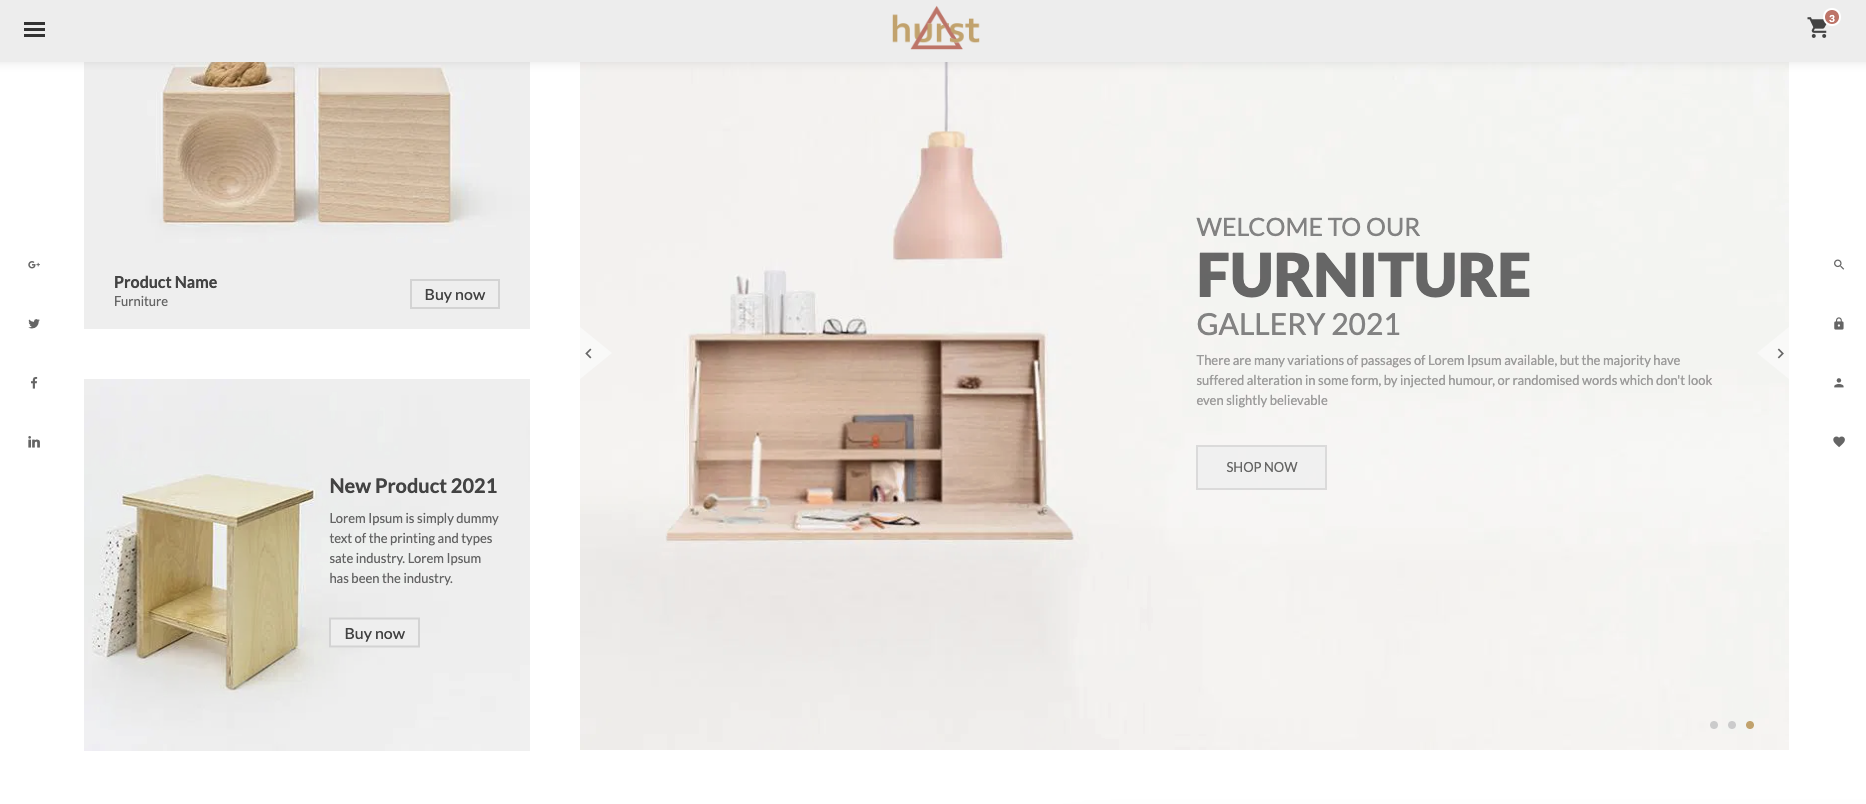 hurst
3
Product Name
Furniture
Buy now
New Product 2021
Lorem Ipsum is simply dummy
text of the printing and types
sate industry. Lorem Ipsum
has been the industry.
Buy now
WELCOME TO OUR
FURNITURE
GALLERY 2021
There are many variations of passages of Lorem Ipsum available, but the majority have
suffered alteration in some form, by injected humour, or randomised words which don't look
even slightly believable
SHOP NOW